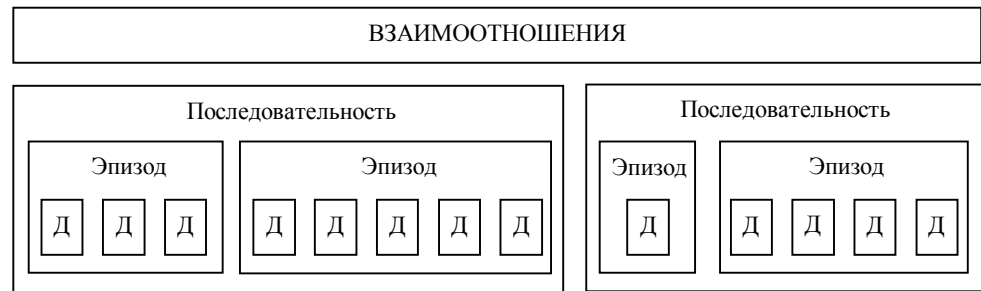 ВЗАИМООТНОШЕНИЯ
Последовательность Последовательность
Эпизод Эпизод Эпизод Эпизод
Д Д Д Д Д Д Д Д Д Д Д Д Д